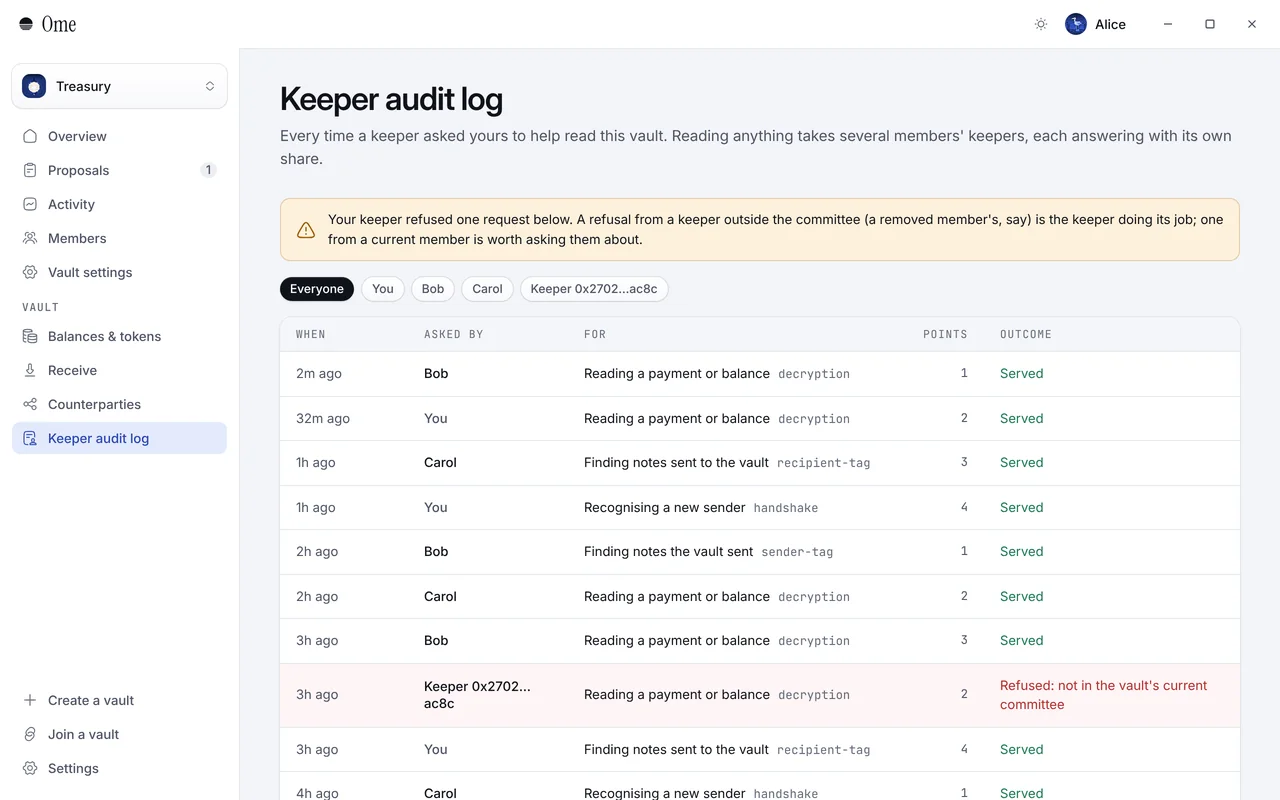 Ome
Alice
Treasury
Overview
Proposals 1
Activity
Members
Vault settings
VAULT
Balances & tokens
Receive
Counterparties
Keeper audit log
Create a vault
Join a vault
Settings
Keeper audit log
Every time a keeper asked yours to help read this vault. Reading anything takes several members' keepers, each answering with its own
share.
Your keeper refused one request below. A refusal from a keeper outside the committee (a removed member's, say) is the keeper doing its job; one
from a current member is worth asking them about.
Everyone You Bob Carol Keeper 0x2702...ac8c
WHEN ASKED BY FOR POINTS OUTCOME
2m ago Bob Reading a payment or balance decryption 1 Served
32m ago You Reading a payment or balance decryption 2 Served
1h ago Carol Finding notes sent to the vault recipient-tag 3 Served
1h ago You Recognising a new sender handshake 4 Served
2h ago Bob Finding notes the vault sent sender-tag 1 Served
2h ago Carol Reading a payment or balance decryption 2 Served
3h ago Bob Reading a payment or balance decryption 3 Served
3h ago Keeper 0x2702... Reading a payment or balance decryption 2 Refused: not in the vault's current
ac8c committee
3h ago You Finding notes sent to the vault recipient-tag 4 Served
4h ago Carol Recognising a new sender handshake 1 Served